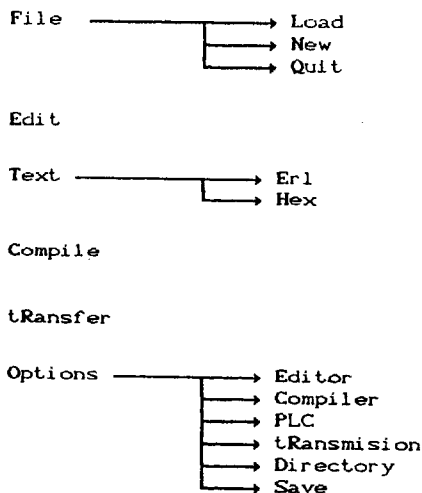 File Load
New
Quit
Edit
Text Erl
Hex
Compile
tRansfer
Options Editor
Compiler
PLC
tRansmision
Directory
Save